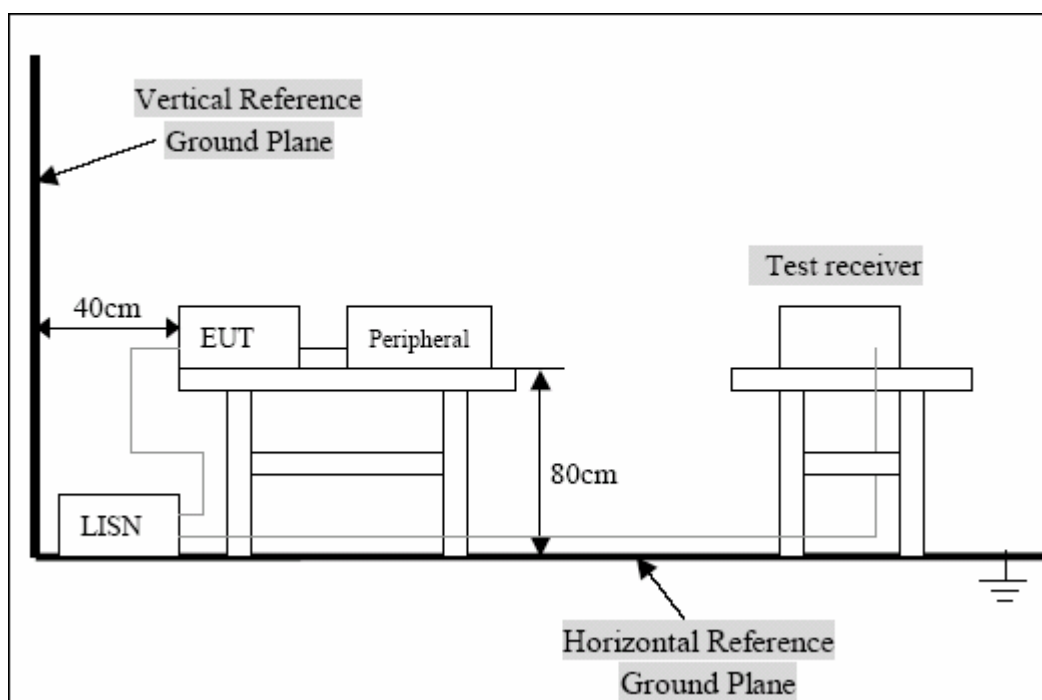 Vertical Reference
Ground Plane
Test receiver
40cm
EUT
Peripheral
80cm
LISN
Horizontal Reference
Ground Plane